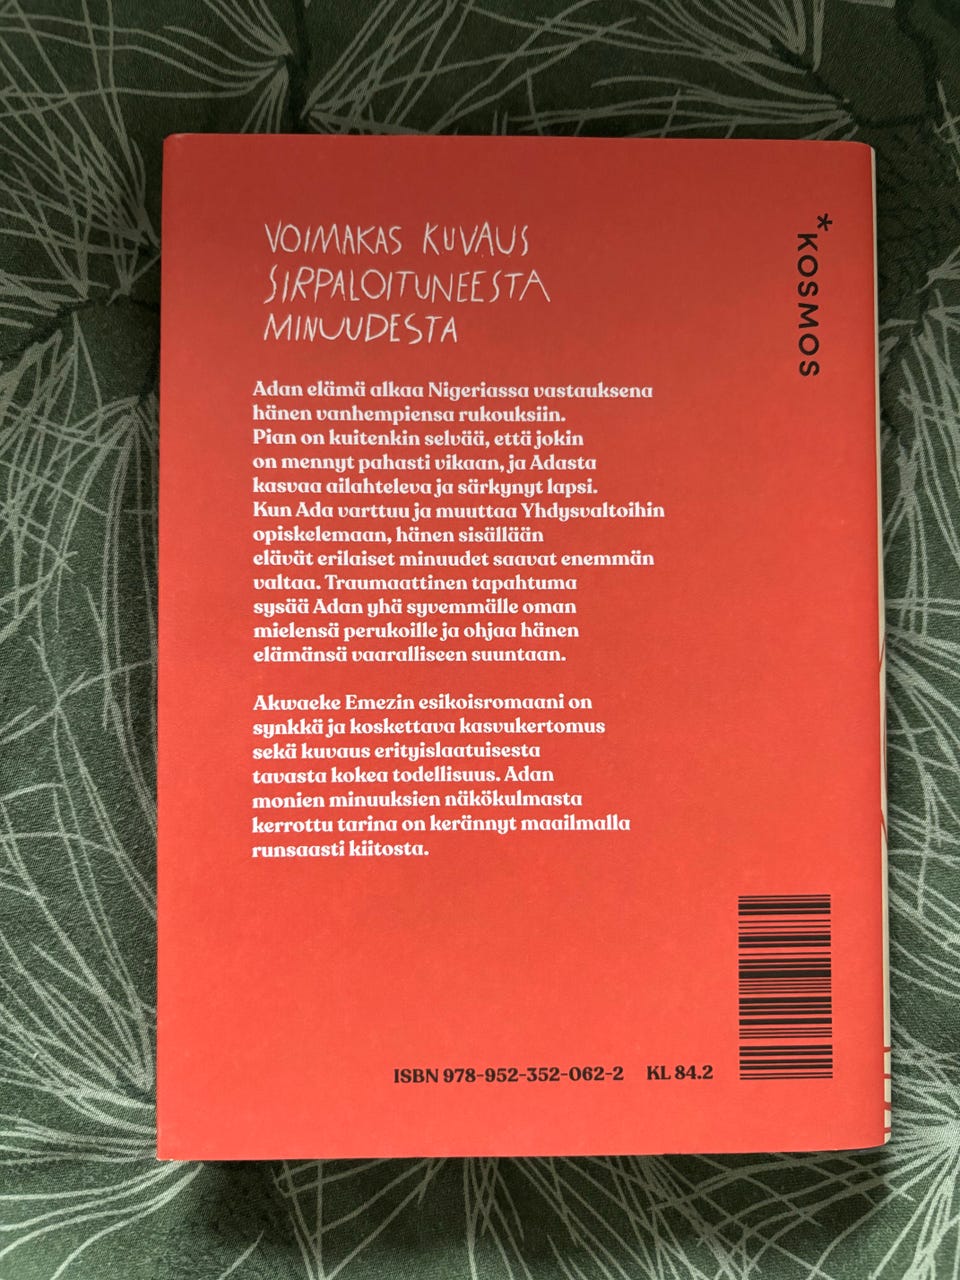 VOIMAKAS KUVAUS
SIRPALOITUNEESTA
MINUUDESTA
*KOSMOS
Adan elämä alkaa Nigeriassa vastauksena
hänen vanhempiensa rukouksiin.
Pian on kuitenkin selvää, että jokin
on mennyt pahasti vikaan, ja Adasta
kasvaa ailahteleva ja särkynyt lapsi.
Kun Ada varttuu ja muuttaa Yhdysvaltoihin
opiskelemaan, hänen sisällään
elävät erilaiset minuudet saavat enemmän
valtaa. Traumaattinen tapahtuma
sysää Adan yhä syvemmälle oman
mielensä perukoille ja ohjaa hänen
elämänsä vaaralliseen suuntaan.
Akwaeke Emezin esikoisromaani on
synkkä ja koskettava kasvukertomus
sekä kuvaus erityislaatuisesta
tavasta kokea todellisuus. Adan
monien minuuksien näkökulmasta
kerrottu tarina on kerännyt maailmalla
runsaasti kiitosta.
ISBN 978-952-352-062-2 KL 84.2